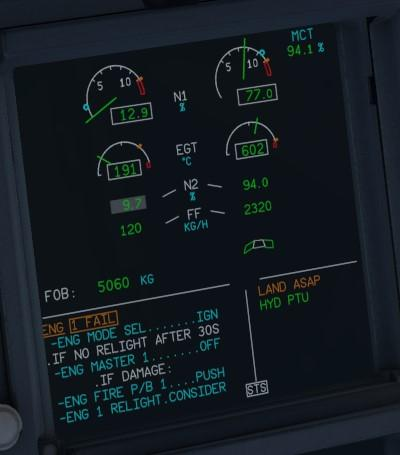 MCT
94.1 %
5 10
5 10
12.9
N1
%
77.0
191
EGT
°C
602
9.7
N2
%
94.0
120
FF
KG/H
2320
FOB: 5060 KG
ENG 1 FAIL
-ENG MODE SEL.......IGN
.IF NO RELIGHT AFTER 30S
-ENG MASTER 1.......OFF
.IF DAMAGE:
-ENG FIRE P/B 1....PUSH
-ENG 1 RELIGHT.CONSIDER
LAND ASAP
HYD PTU
STS